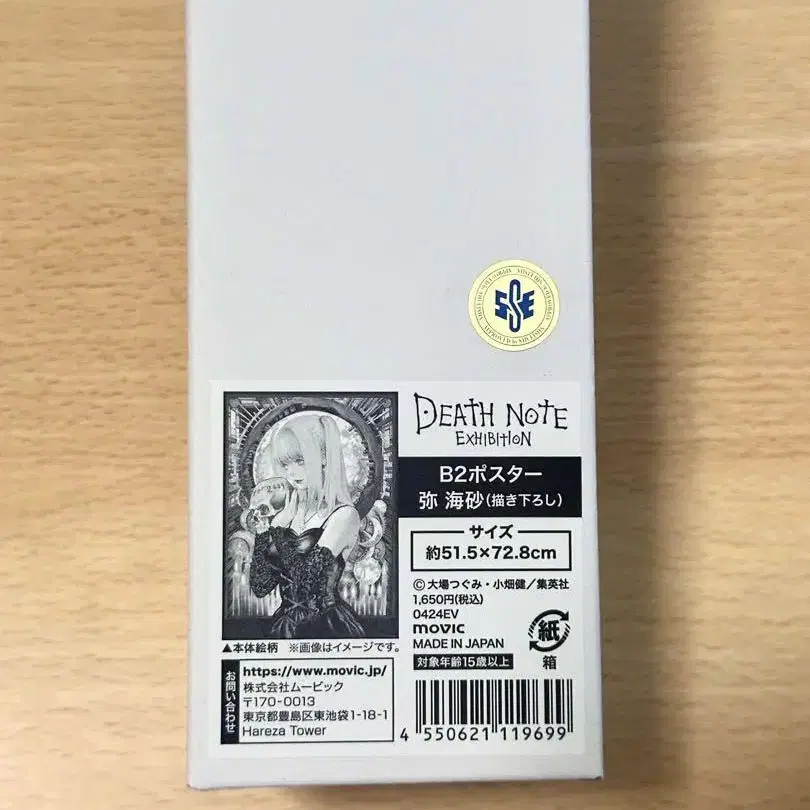 SSE
DEATH NOTE
EXHIBITION
B2ポスター
弥 海砂(描き下ろし)
サイズ
約51.5×72.8cm
©大場つぐみ・小畑健／集英社
1,650円(税込)
0424EV
movic
MADE IN JAPAN
対象年齢15歳以上
紙
箱
▲本体絵柄 ※画像はイメージです。
お問い合わせ
https://www.movic.jp/
株式会社ムービック
〒170-0013
東京都豊島区東池袋1-18-1
Hareza Tower
4 550621 119699